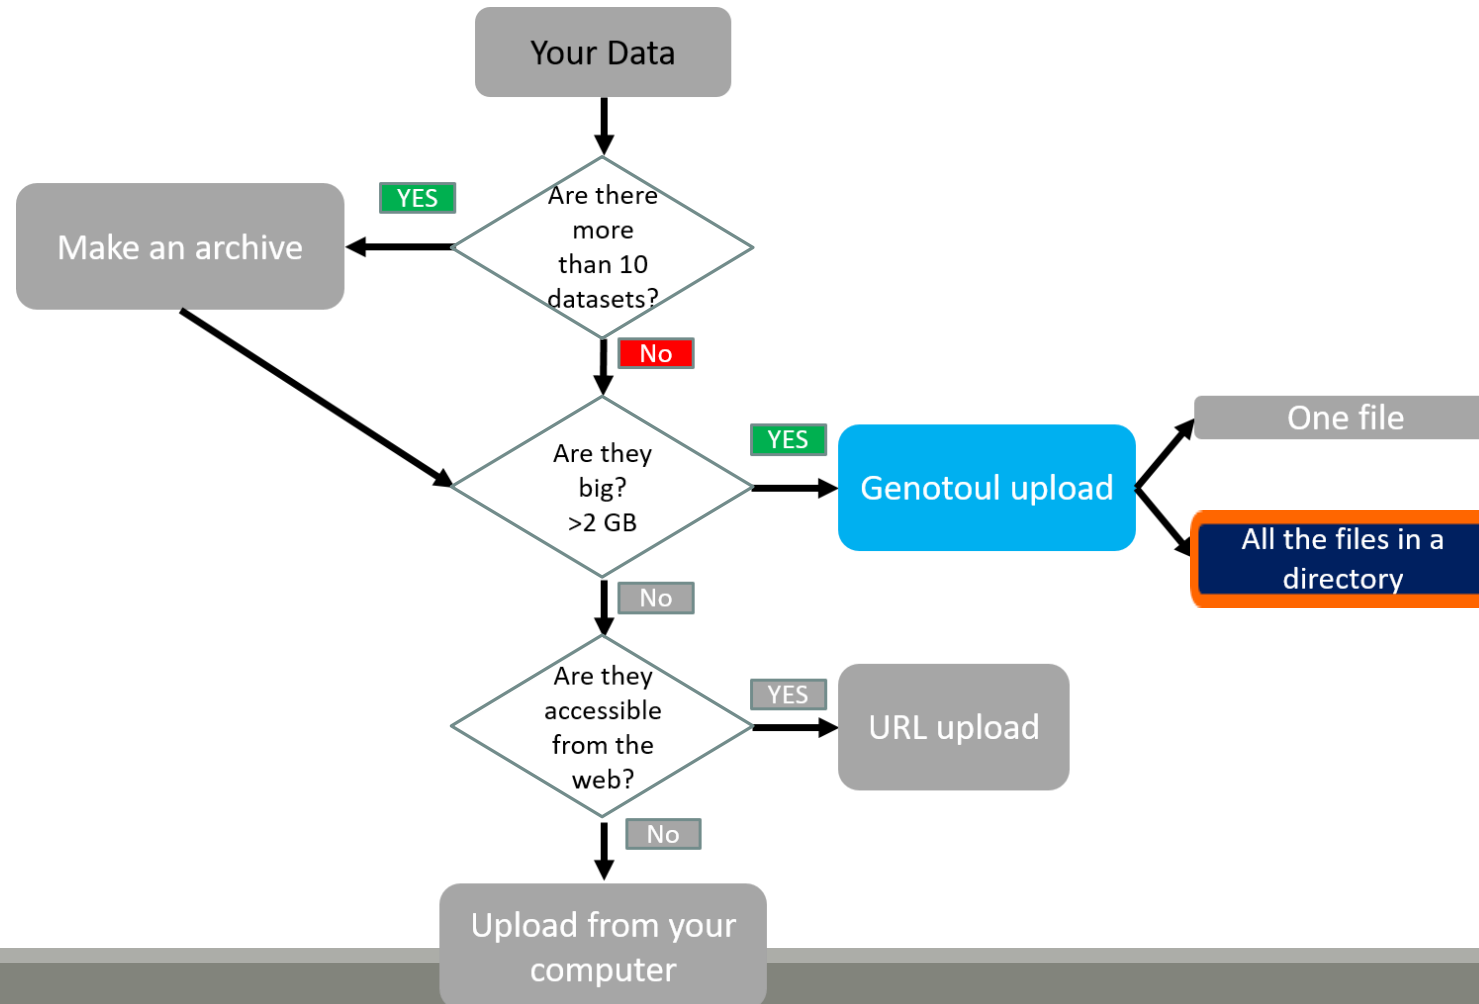 Your Data
YES
Are there
more
than 10
datasets?
Make an archive
No
Are they
big?
>2 GB
YES
Genotoul upload
One file
All the files in a
directory
No
Are they
accessible
from the
web?
YES
URL upload
No
Upload from your
computer